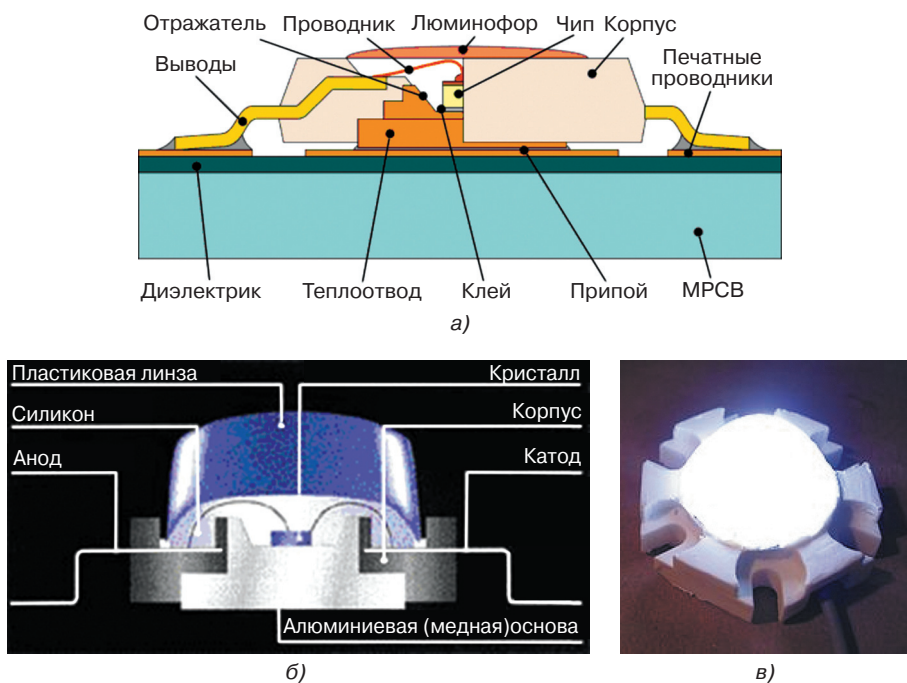 Отражатель Проводник Люминофор Чип Корпус
Выводы
Печатные
проводники
Диэлектрик Теплоотвод Клей Припой МРСВ
а)
Пластиковая линза Кристалл
Силикон Корпус
Анод Катод
Алюминиевая (медная)основа
б) в)